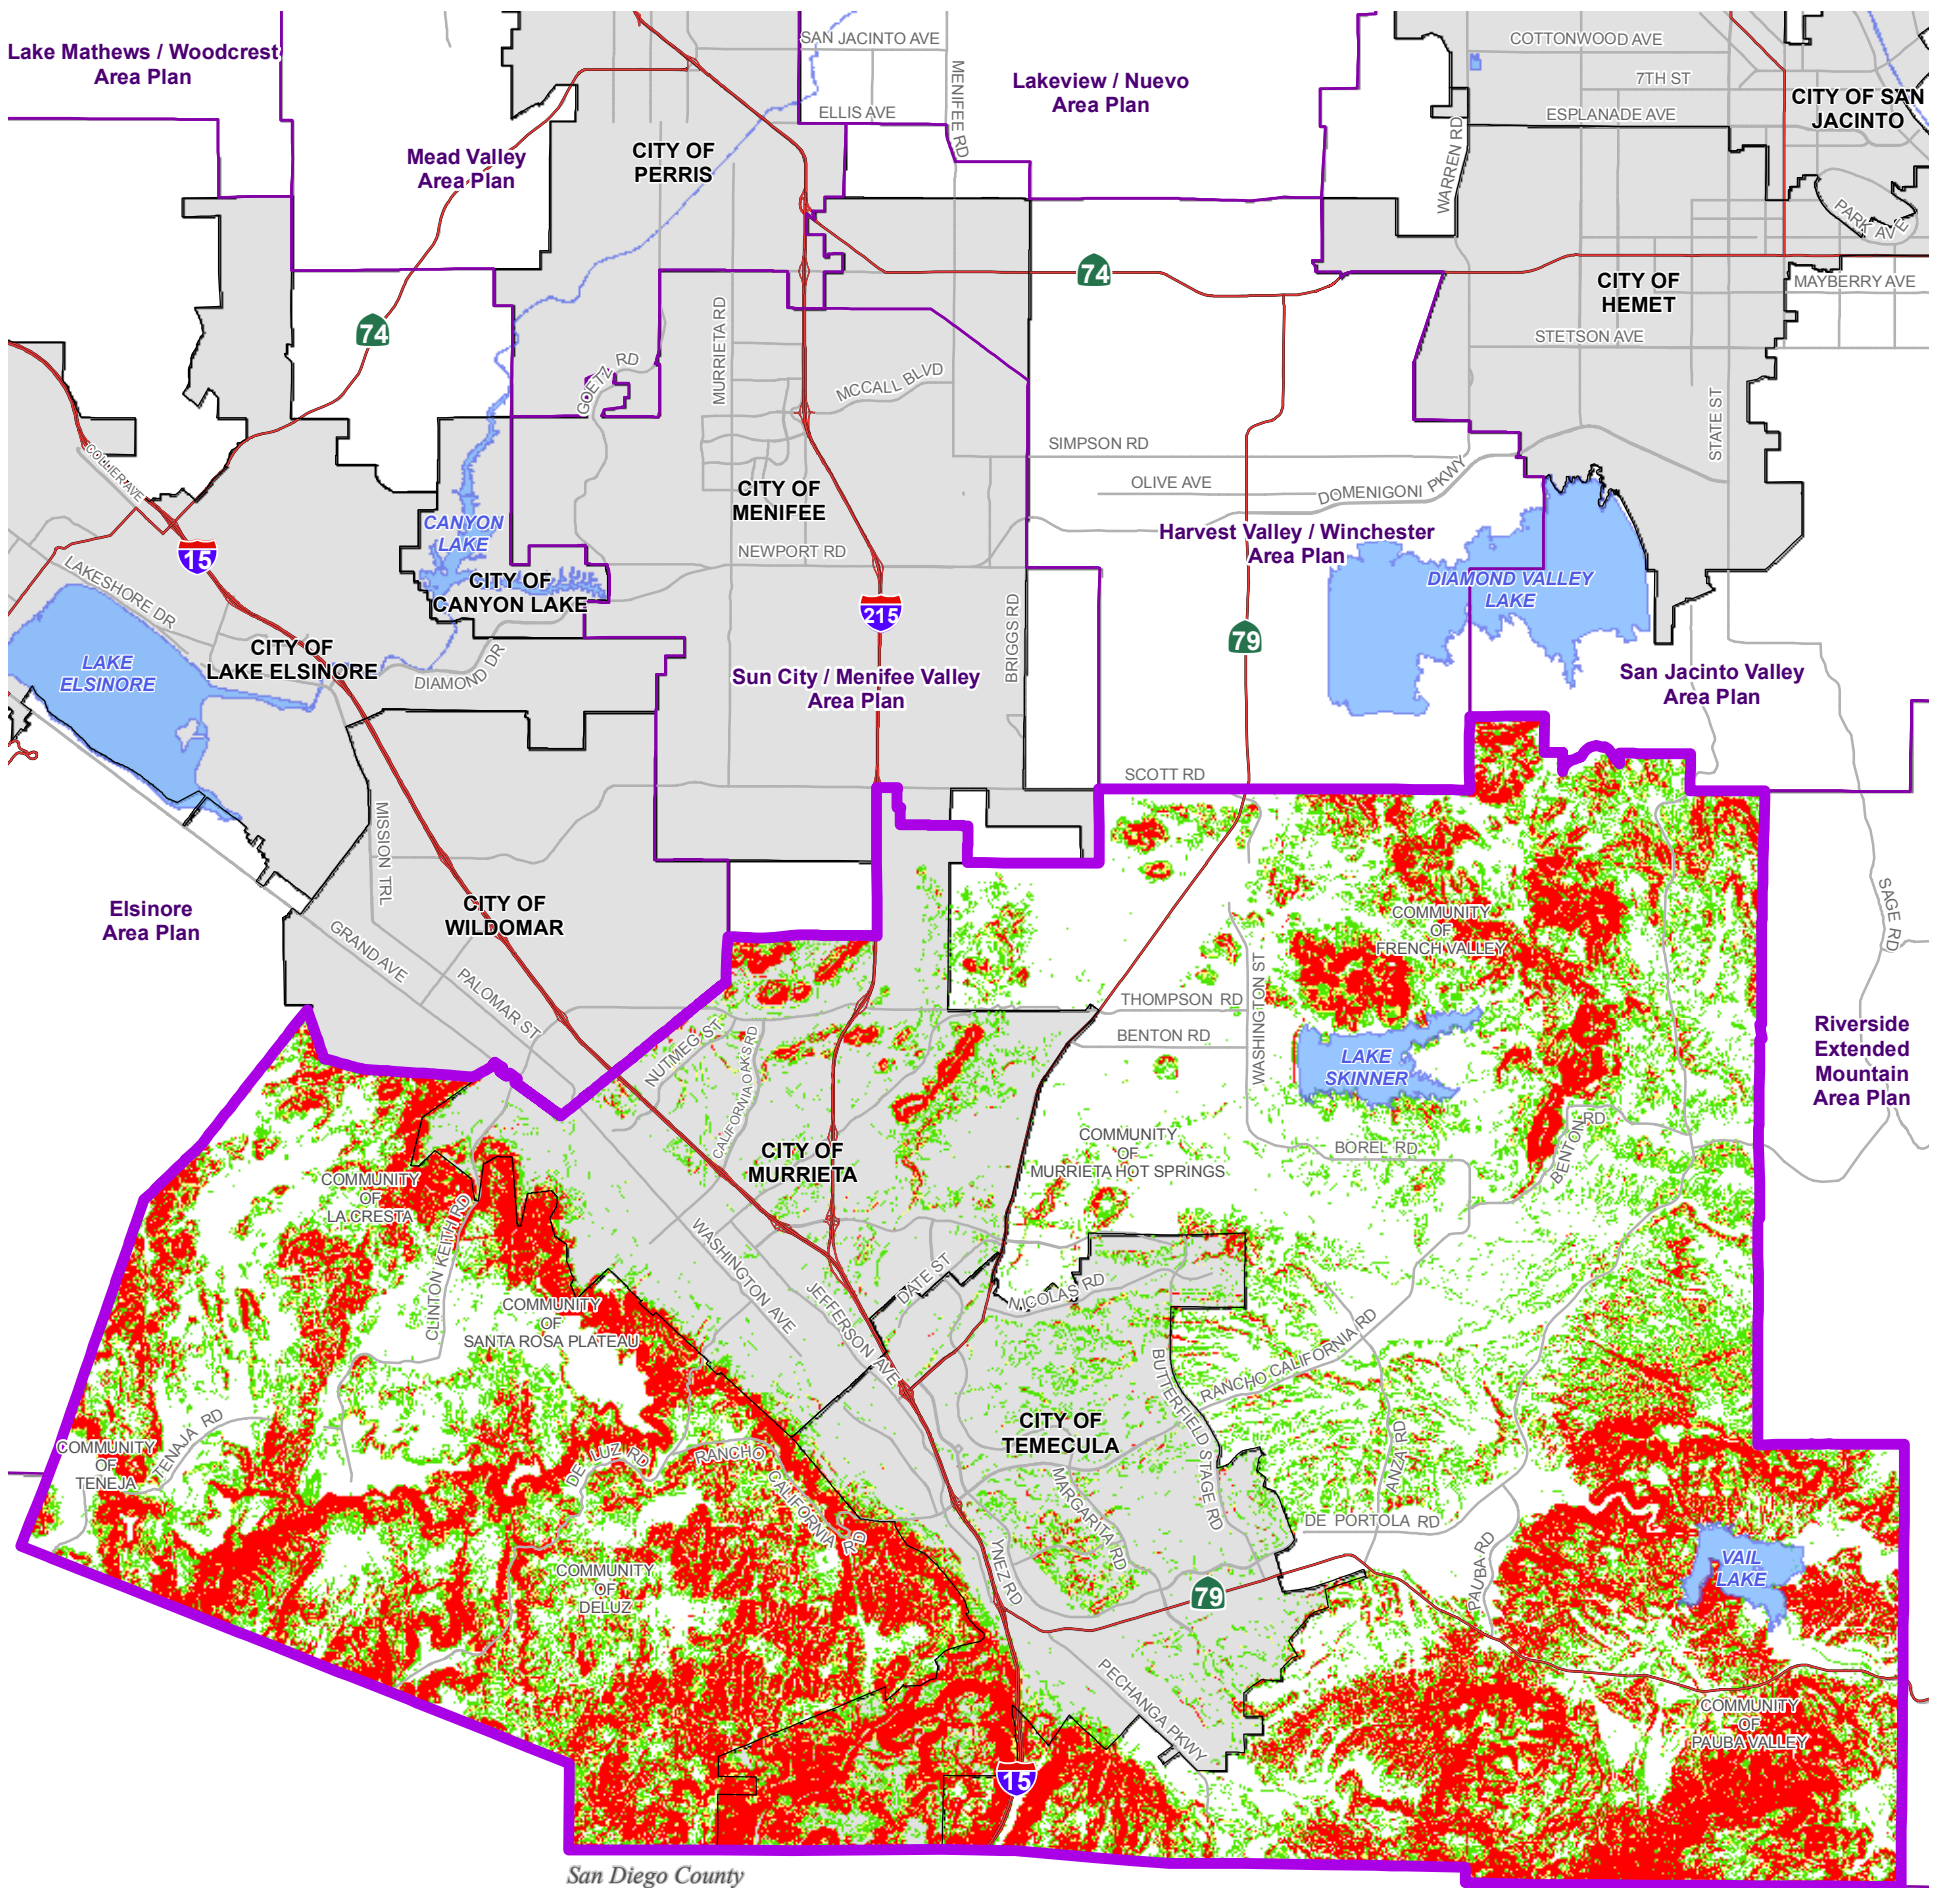 Lake Mathews / Woodcrest
Area Plan
SAN JACINTO AVE
MENIFEE RD
ELLIS AVE
Lakeview / Nuevo
Area Plan
COTTONWOOD AVE
7TH ST
ESPLANADE AVE
CITY OF SAN
JACINTO
WARREN RD
PARK AVE
Mead Valley
Area Plan
CITY OF
PERRIS
74
74
CITY OF
HEMET
MAYBERRY AVE
STETSON AVE
STATE ST
MURRIETA RD
GOETZ RD
MCCALL BLVD
SIMPSON RD
OLIVE AVE
DOMENIGONI PKWY
COLLIER AVE
CANYON
LAKE
CITY OF
MENIFEE
NEWPORT RD
Harvest Valley / Winchester
Area Plan
DIAMOND VALLEY
LAKE
15
LAKESHORE DR
CITY OF
CANYON LAKE
215
BRIGGS RD
79
LAKE
ELSINORE
CITY OF
LAKE ELSINORE
DIAMOND DR
Sun City / Menifee Valley
Area Plan
San Jacinto Valley
Area Plan
SCOTT RD
MISSION TRL
SAGE RD
Elsinore
Area Plan
CITY OF
WILDOMAR
GRAND AVE
PALOMAR ST
COMMUNITY
OF
FRENCH VALLEY
WASHINGTON ST
THOMPSON RD
BENTON RD
NUTMEG ST
CALIFORNIA OAKS RD
LAKE
SKINNER
Riverside
Extended
Mountain
Area Plan
BENTON RD
BOREL RD
CITY OF
MURRIETA
COMMUNITY
OF
MURRIETA HOT SPRINGS
COMMUNITY
OF
LA CRESTA
CLINTON KEITH RD
WASHINGTON AVE
JEFFERSON AVE
DATE ST
NICOLAS RD
COMMUNITY
OF
SANTA ROSA PLATEAU
BUTTERFIELD STAGE RD
RANCHO CALIFORNIA RD
ANZA RD
CITY OF
TEMECULA
COMMUNITY
OF
TENEJA
TENAJA RD
DE LUZ RD
RANCHO CALIFORNIA RD
MARGARITA RD
DE PORTOLA RD
PAUBA RD
VAIL
LAKE
COMMUNITY
OF
DELUZ
YNEZ RD
79
PECHANGA PKWY
COMMUNITY
OF
PAUBA VALLEY
15
San Diego County